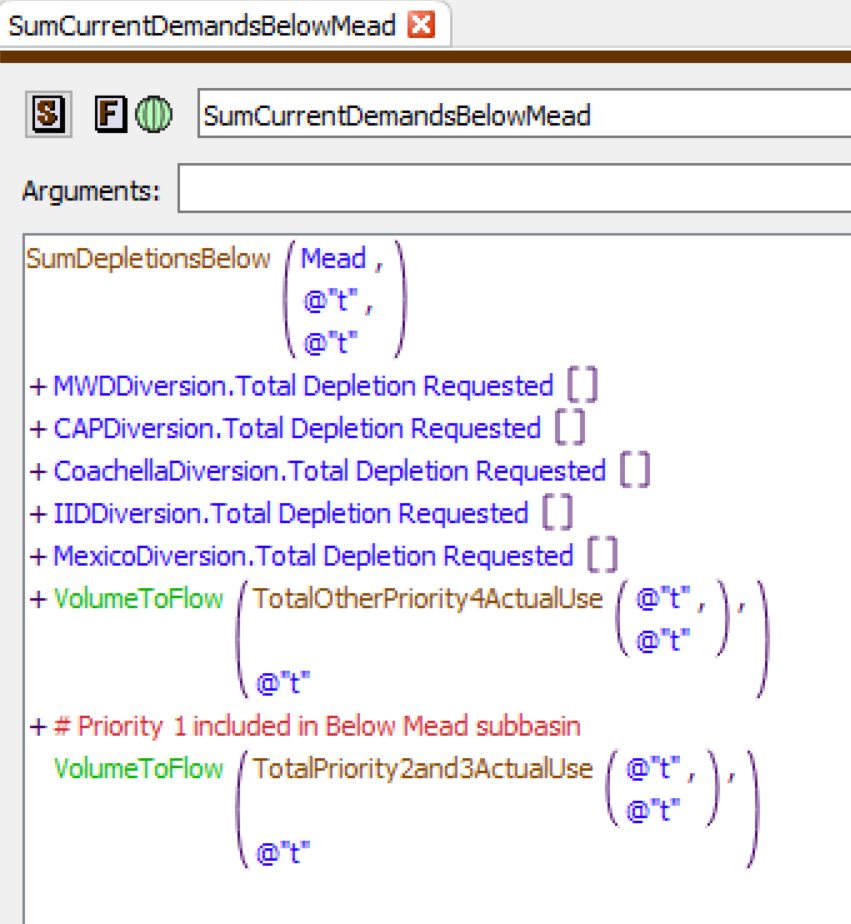 SumCurrentDemandsBelowMead
S F SumCurrentDemandsBelowMead
Arguments:
SumDepletionsBelow ( Mead ,
@"t" ,
@"t" )
+ MWDDiversion.Total Depletion Requested []
+ CAPDiversion.Total Depletion Requested []
+ CoachellaDiversion.Total Depletion Requested []
+ IIDDiversion.Total Depletion Requested []
+ MexicoDiversion.Total Depletion Requested []
+ VolumeToFlow ( TotalOtherPriority4ActualUse ( @"t" , ) ,
@"t"
@"t" )
+ # Priority 1 included in Below Mead subbasin
VolumeToFlow ( TotalPriority2and3ActualUse ( @"t" , ) ,
@"t"
@"t" )